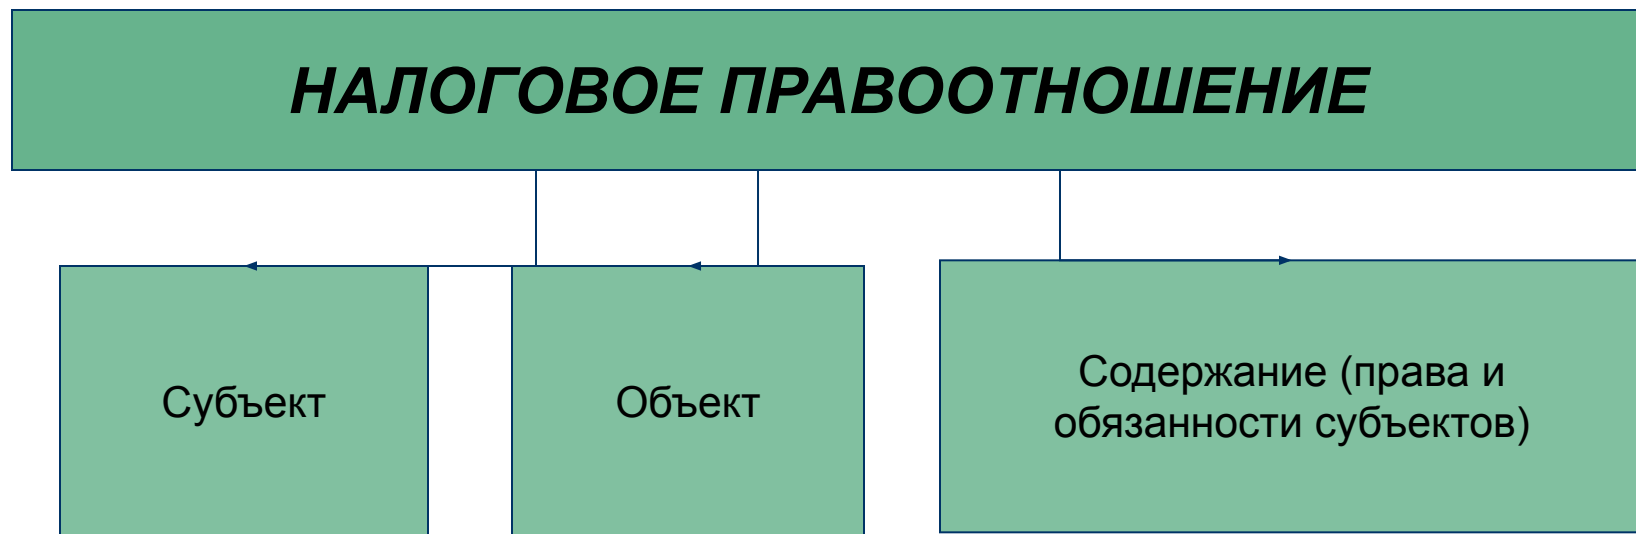 НАЛОГОВОЕ ПРАВООТНОШЕНИЕ
Субъект
Объект
Содержание (права и
обязанности субъектов)